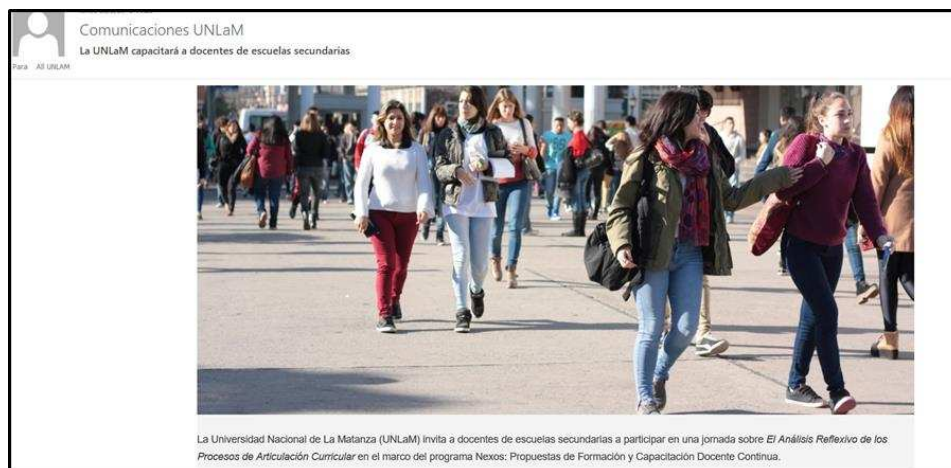 Comunicaciones UNLaM
La UNLaM capacitará a docentes de escuelas secundarias
Para All UNLAM
La Universidad Nacional de La Matanza (UNLaM) invita a docentes de escuelas secundarias a participar en una jornada sobre El Análisis Reflexivo de los
Procesos de Articulación Curricular en el marco del programa Nexos: Propuestas de Formación y Capacitación Docente Continua.